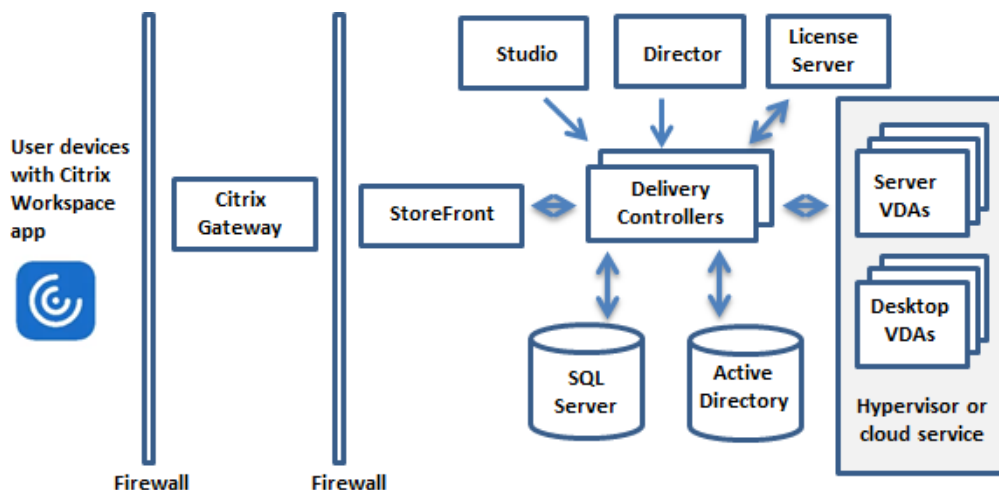 User devices
with Citrix
Workspace
app
Firewall
Citrix
Gateway
Firewall
StoreFront
Studio
Director
License
Server
Delivery
Controllers
SQL
Server
Active
Directory
Server
VDAs
Desktop
VDAs
Hypervisor or
cloud service